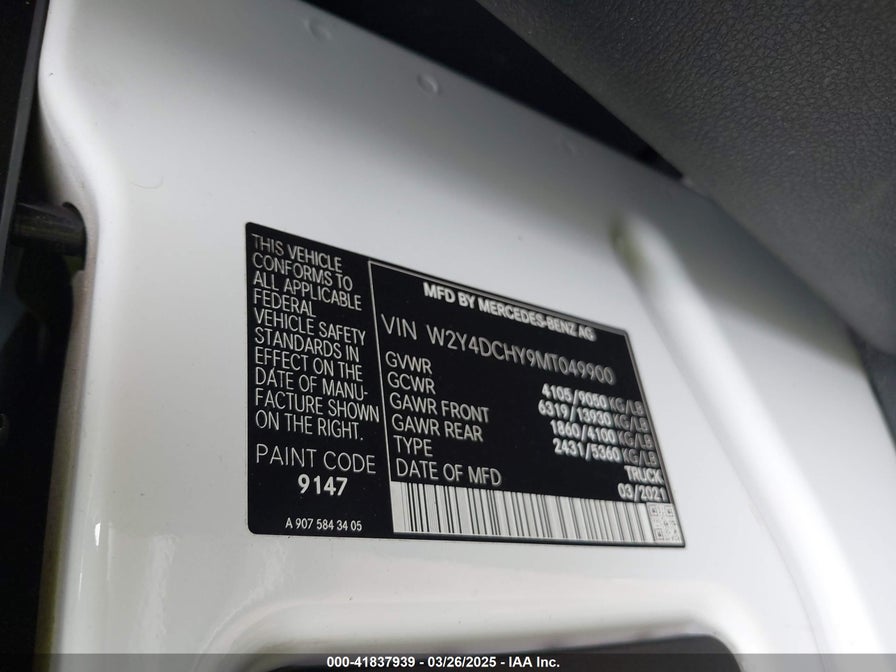 THIS VEHICLE
CONFORMS TO
ALL APPLICABLE
FEDERAL
VEHICLE SAFETY
STANDARDS IN
EFFECT ON THE
DATE OF MANU-
FACTURE SHOWN
ON THE RIGHT.
PAINT CODE
9147
A 907 584 34 05
MFD BY MERCEDES-BENZ AG
VIN W2Y4DCHY9MT049900
GVWR 4105/9050 KG/LB
GCWR 6319/13930 KG/LB
GAWR FRONT 1860/4100 KG/LB
GAWR REAR 2431/5360 KG/LB
TYPE TRUCK
DATE OF MFD 03/2021
000-41837939 - 03/26/2025 - IAA Inc.